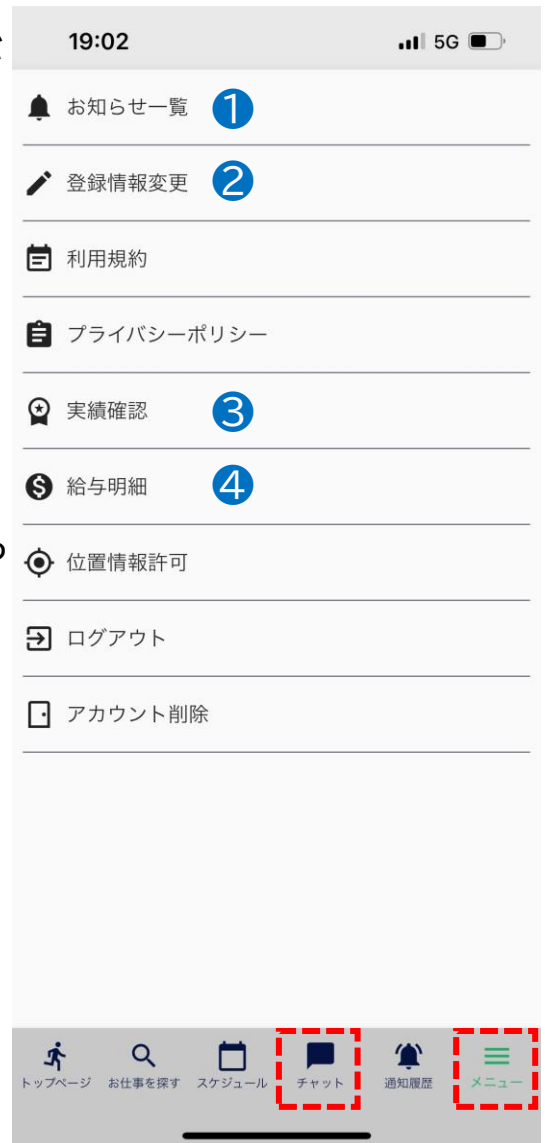 19:02 5G
お知らせ一覧 1
登録情報変更 2
利用規約
プライバシーポリシー
実績確認 3
給与明細 4
位置情報許可
ログアウト
アカウント削除
トップページ お仕事を探す スケジュール チャット 通知履歴 メニュー